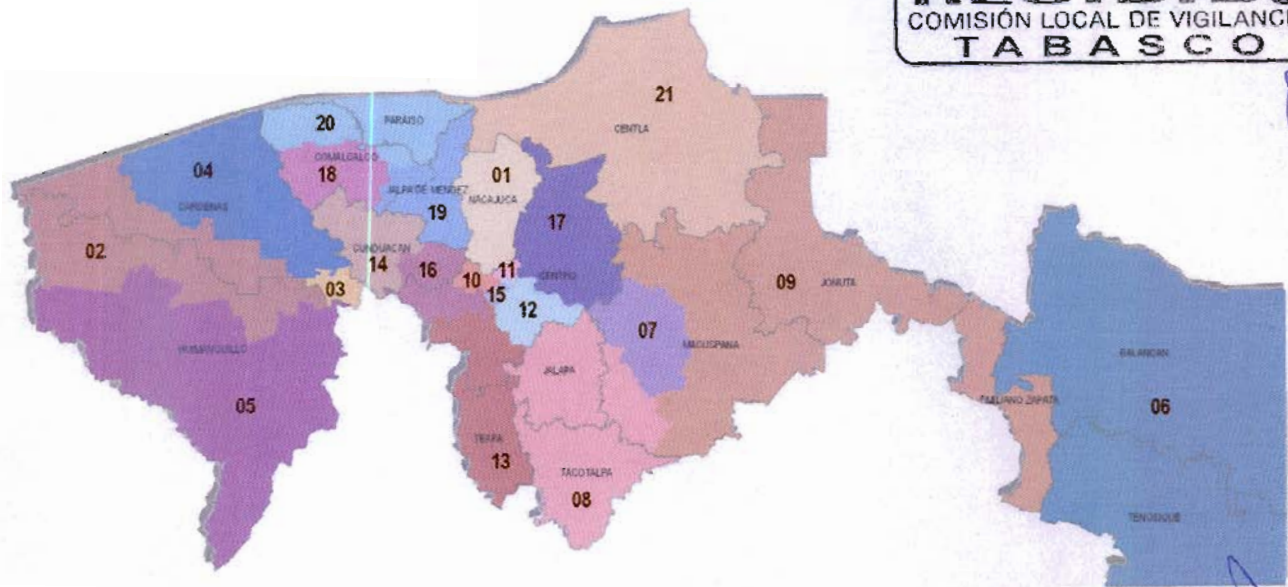 COMISIÓN LOCAL DE VIGILANC
TABASCO
21
CENTLA
20
PARAISO
COMALCALCO
18
04
CARDENAS
JALPA DE MENDEZ
19
01
NACAJUCA
17
CENTRO
02
CUNDUACAN
14
16
10
11
15
12
03
09
JONUTA
07
MACUSPANA
HUIMANGUILLO
05
JALAPA
BALANCAN
06
EMILIANO ZAPATA
TEAPA
13
TACOTALPA
08
TENOSIQUE